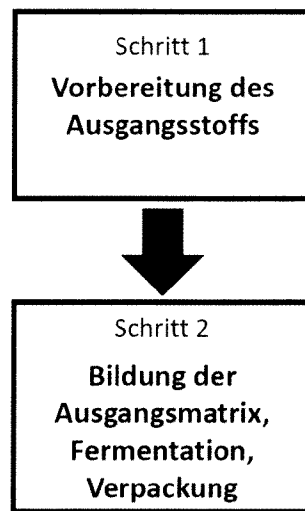 Schritt 1
Vorbereitung des
Ausgangsstoffs
Schritt 2
Bildung der
Ausgangsmatrix,
Fermentation,
Verpackung